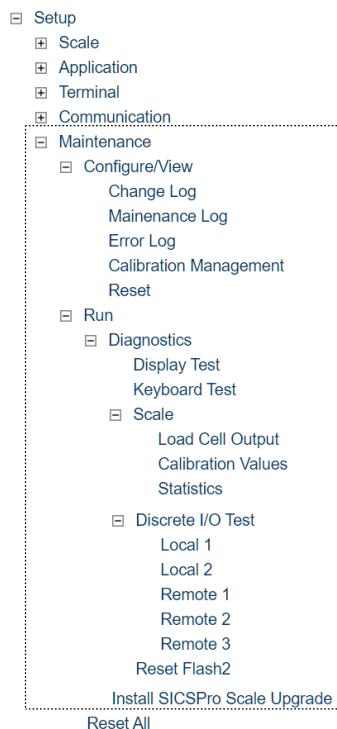 Setup
Scale
Application
Terminal
Communication
Maintenance
Configure/View
Change Log
Mainenance Log
Error Log
Calibration Management
Reset
Run
Diagnostics
Display Test
Keyboard Test
Scale
Load Cell Output
Calibration Values
Statistics
Discrete I/O Test
Local 1
Local 2
Remote 1
Remote 2
Remote 3
Reset Flash2
Install SICSPro Scale Upgrade
Reset All